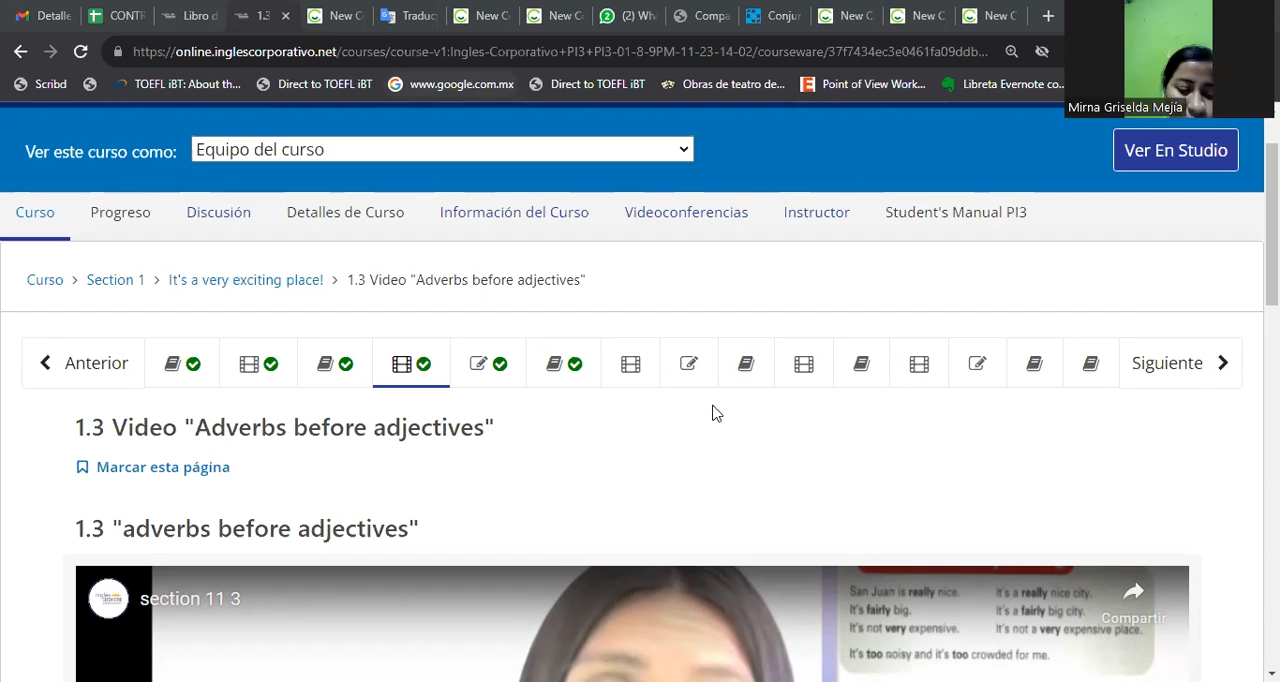 Detalle
CONT
Libro d
1.3
New C
Traduc
New C
New C
(2) Wh
Compa
Conjur
New C
New C
New C
https://online.inglescorporativo.net/courses/course-v1:Ingles-Corporativo+PI3+PI3-01-8-9PM-11-23-14-02/courseware/37f7434ec3e0461fa09ddb...
Scribd
TOEFL iBT: About th...
Direct to TOEFL iBT
www.google.com.mx
Direct to TOEFL iBT
Obras de teatro de...
Point of View Work...
Libreta Evernote co...
Mirna Griselda Mejía
Ver este curso como:
Equipo del curso
Ver En Studio
Curso
Progreso
Discusión
Detalles de Curso
Información del Curso
Videoconferencias
Instructor
Student's Manual PI3
Curso > Section 1 > It's a very exciting place! > 1.3 Video "Adverbs before adjectives"
Anterior
Siguiente
1.3 Video "Adverbs before adjectives"
Marcar esta página
1.3 "adverbs before adjectives"
section 11 3
Compartir
San Juan is really nice. It's a really nice city.
It's fairly big. It's a fairly big city.
It's not very expensive. It's not a very expensive place.
It's too noisy and it's too crowded for me.